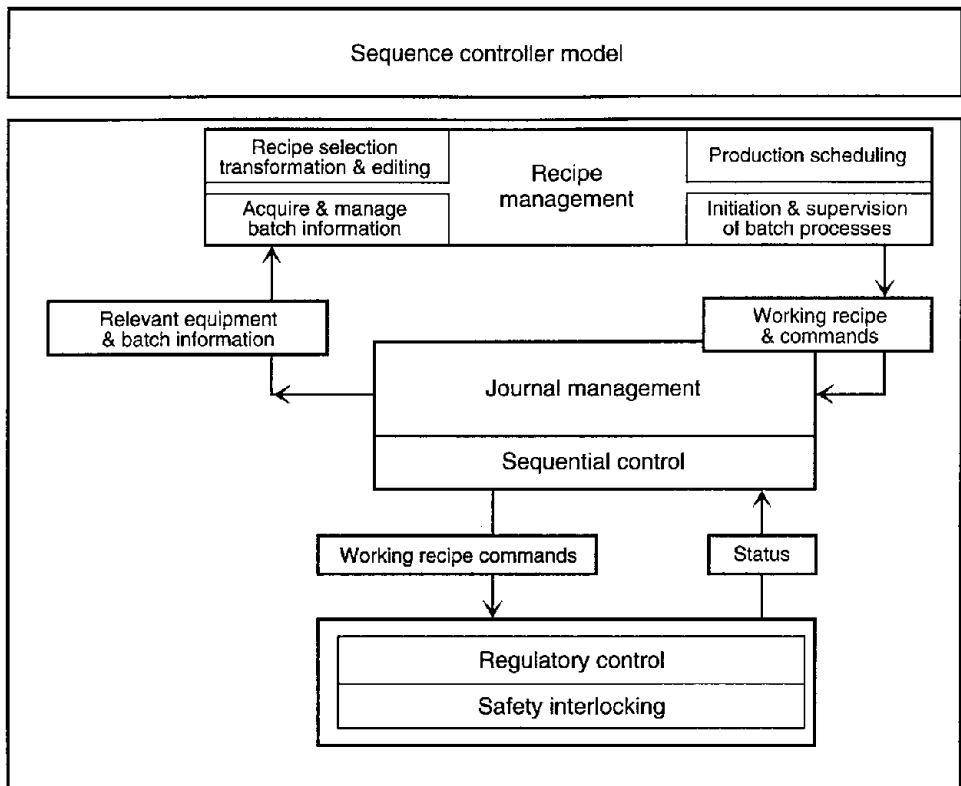 Sequence controller model
Recipe selection
transformation & editing
Recipe
management
Production scheduling
Acquire & manage
batch information
Initiation & supervision
of batch processes
Relevant equipment
& batch information
Working recipe
& commands
Journal management
Sequential control
Working recipe commands
Status
Regulatory control
Safety interlocking